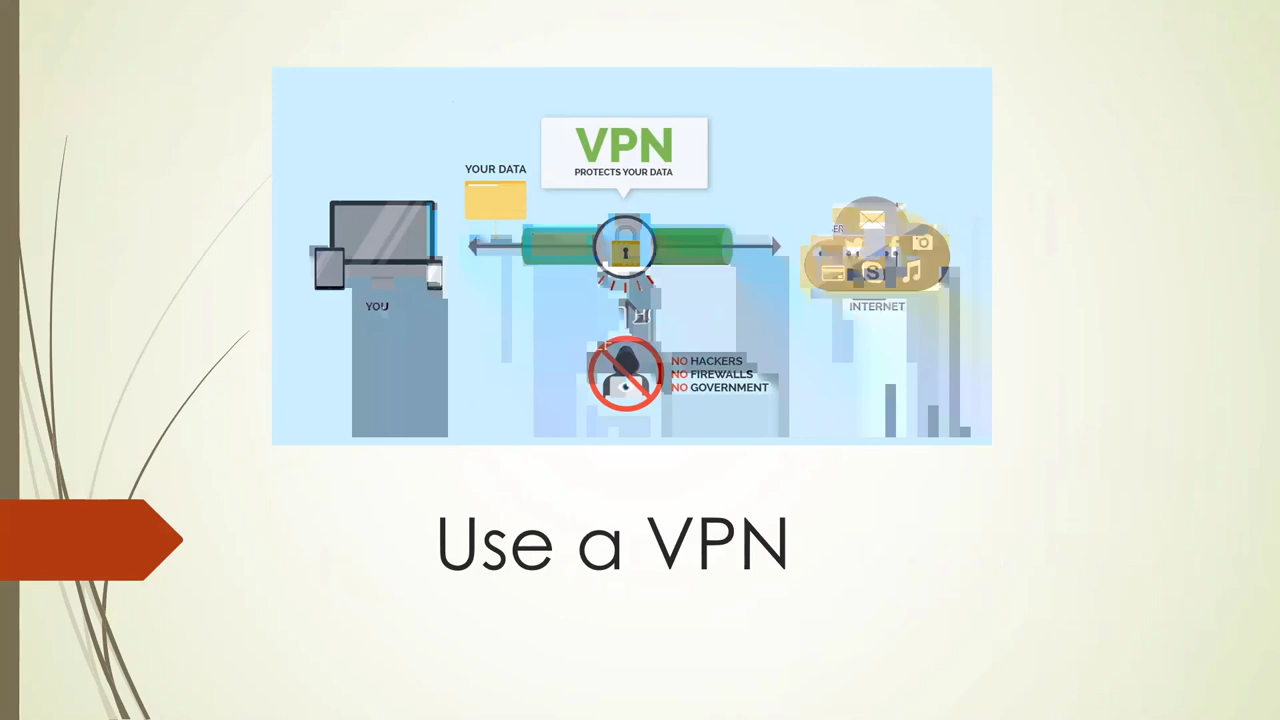 VPN
PROTECTS YOUR DATA
YOUR DATA
YOU
INTERNET
NO HACKERS
NO FIREWALLS
NO GOVERNMENT
Use a VPN